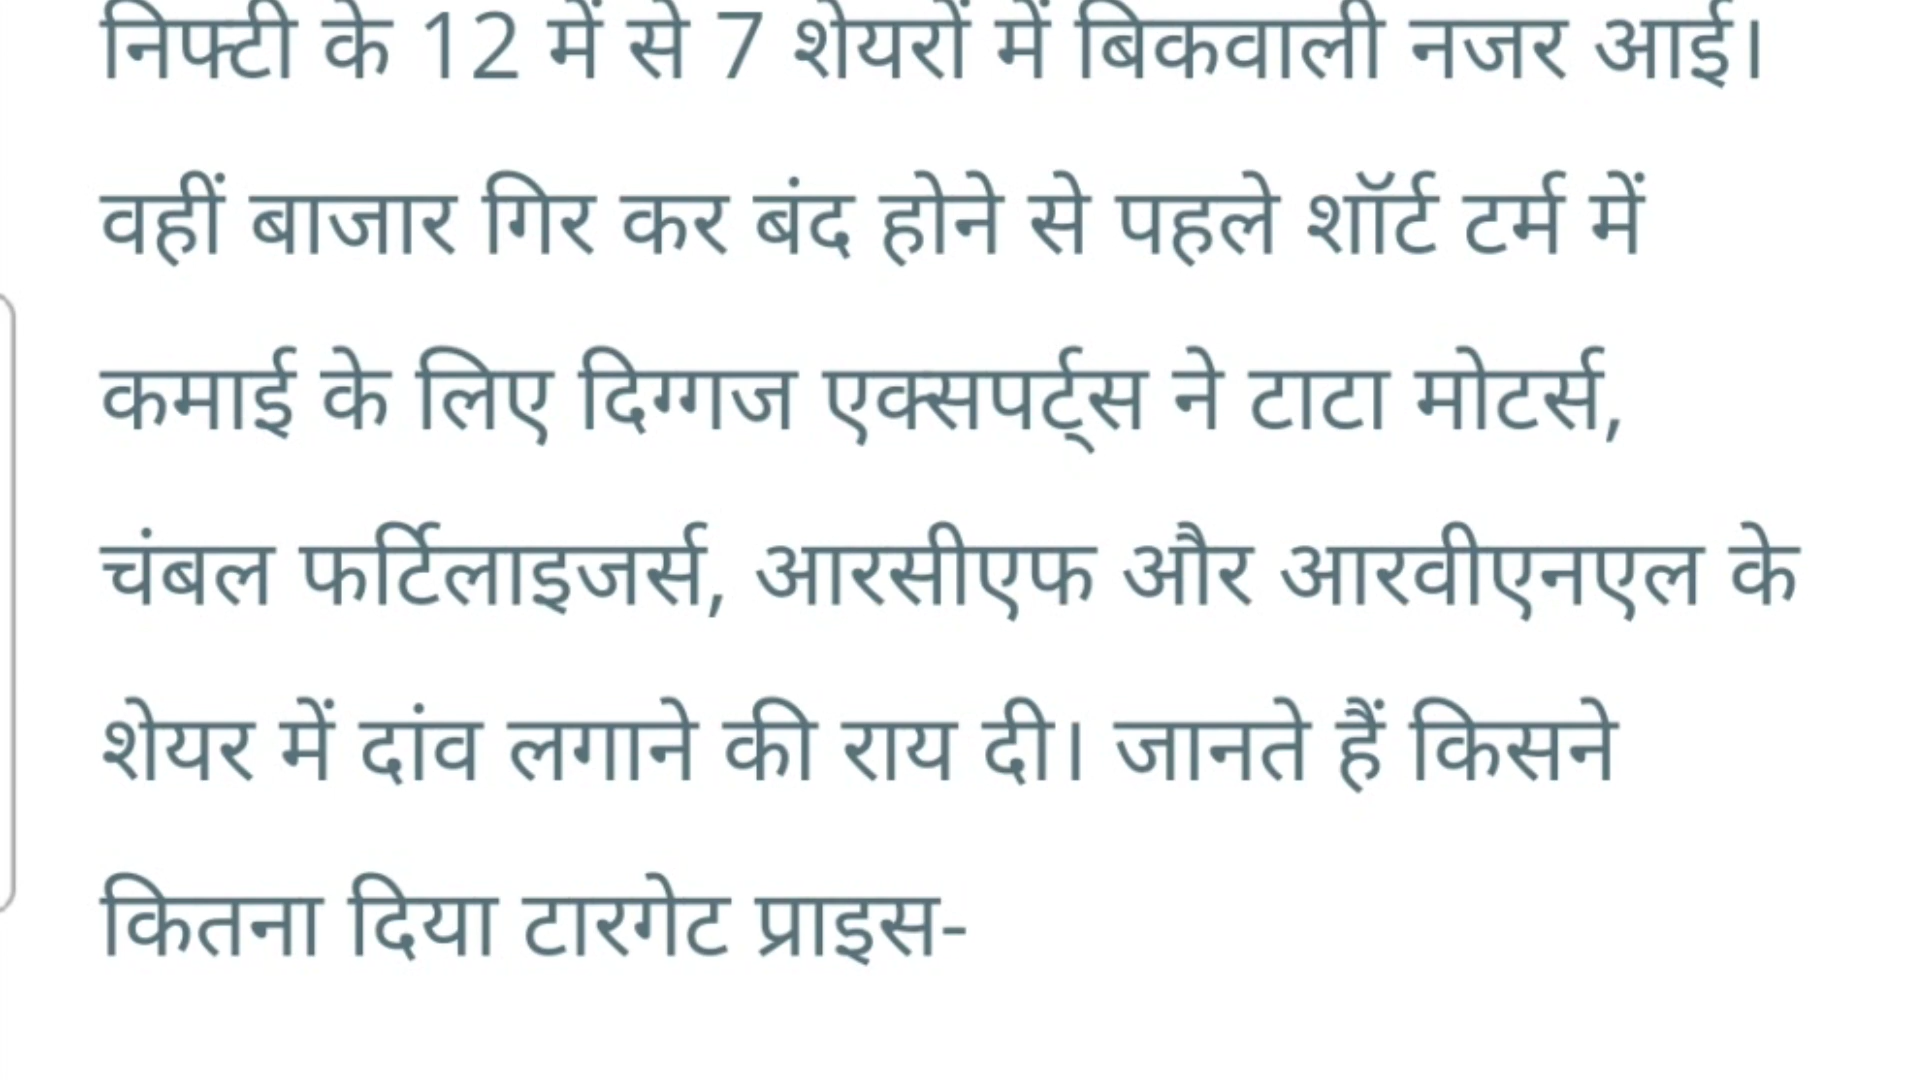 निफ्टी के 12 में से 7 शेयरों में बिकवाली नजर आई।
वहीं बाजार गिर कर बंद होने से पहले शॉर्ट टर्म में
कमाई के लिए दिग्गज एक्सपर्ट्स ने टाटा मोटर्स,
चंबल फर्टिलाइजर्स, आरसीएफ और आरवीएनएल के
शेयर में दांव लगाने की राय दी। जानते हैं किसने
कितना दिया टारगेट प्राइस-